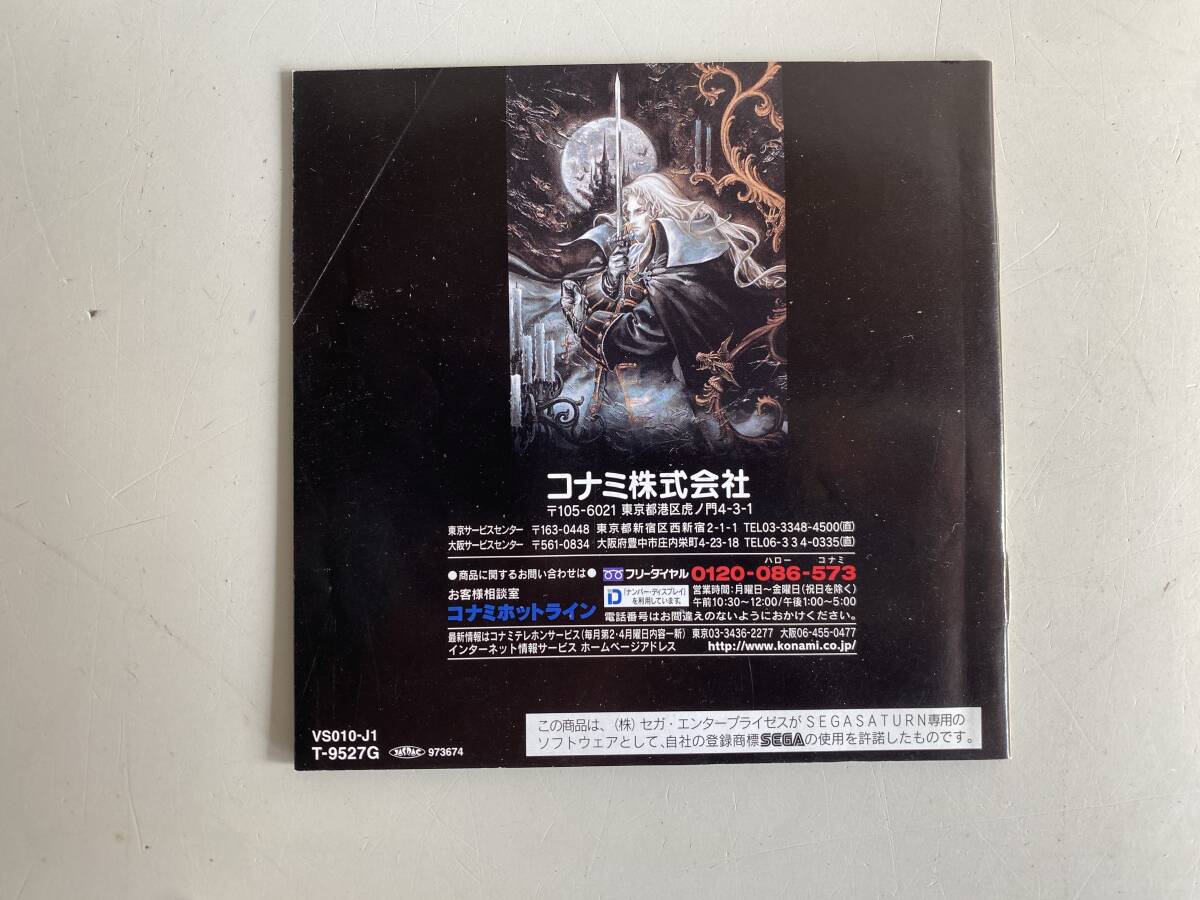 コナミ株式会社
〒105-6021 東京都港区虎ノ門4-3-1
東京サービスセンター 〒163-0448 東京都新宿区西新宿2-1-1 TEL03-3348-4500(直)
大阪サービスセンター 〒561-0834 大阪府豊中市庄内栄町4-23-18 TEL06-334-0335(直)
ハロー コナミ
●商品に関するお問い合わせは● フリーダイヤル 0120-086-573
お客様相談室
コナミホットライン
「ナンバー・ディスプレイ」
を利用しています。
営業時間:月曜日〜金曜日(祝日を除く)
午前10:30〜12:00/午後1:00〜5:00
電話番号はお間違えのないようにおかけください。
最新情報はコナミテレホンサービス(毎月第2・4月曜日内容一新) 東京03-3436-2277 大阪06-455-0477
インターネット情報サービス ホームページアドレス http://www.konami.co.jp/
この商品は、(株)セガ・エンタープライゼスがSEGASATURN専用の
ソフトウェアとして、自社の登録商標SEGAの使用を許諾したものです。
VS010-J1
T-9527G JASRAC 973674